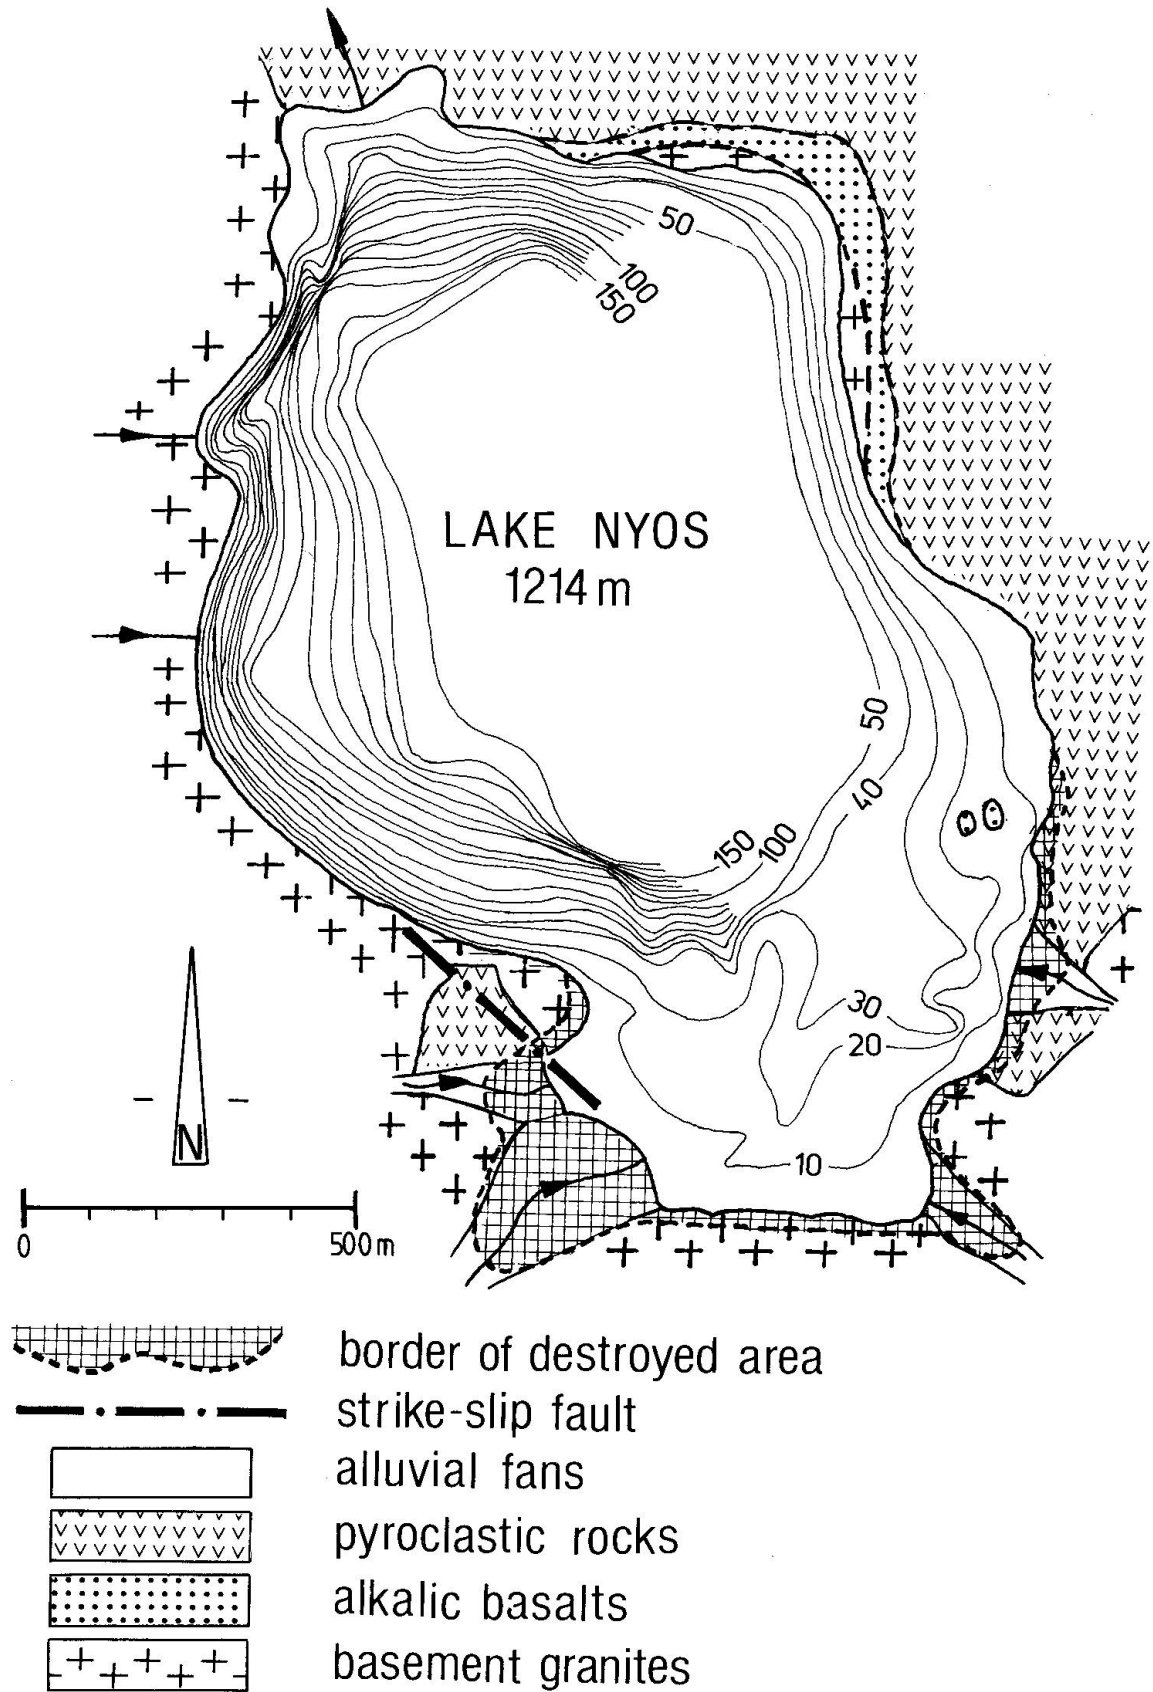 50
100
150
LAKE NYOS
1214 m
50
40
150
100
30
20
10
N
0
500 m
border of destroyed area
strike-slip fault
alluvial fans
pyroclastic rocks
alkalic basalts
basement granites